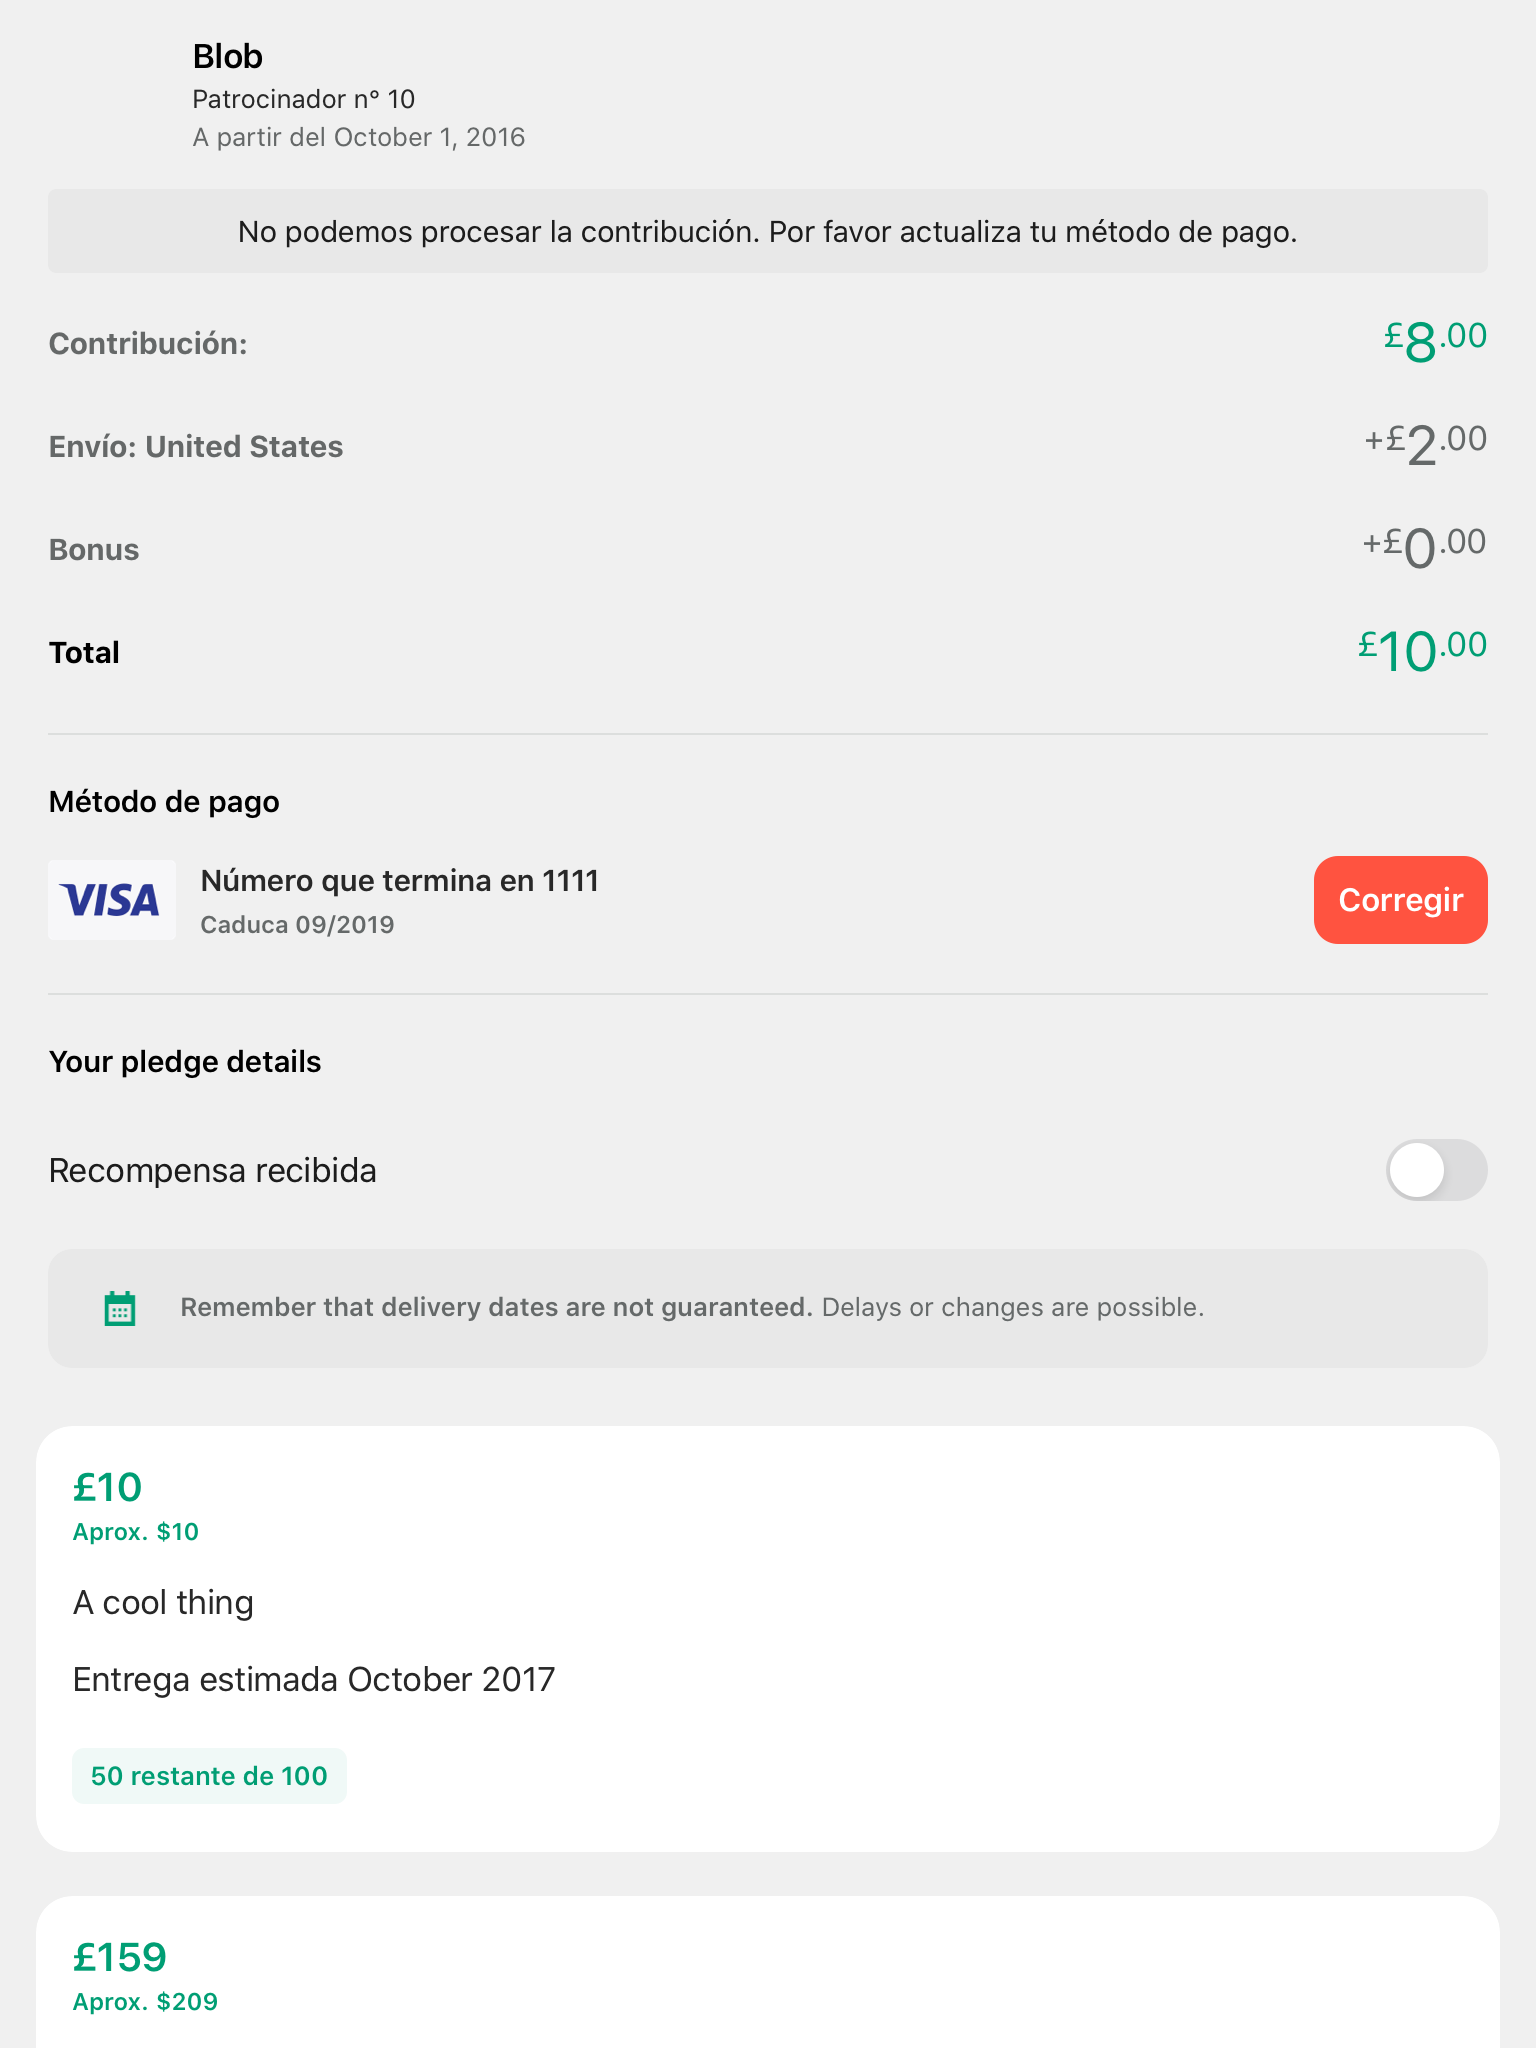 Blob
Patrocinador n° 10
A partir del October 1, 2016
No podemos procesar la contribución. Por favor actualiza tu método de pago.
Contribución: £8.00
Envío: United States +£2.00
Bonus +£0.00
Total £10.00
Método de pago
VISA
Número que termina en 1111
Caduca 09/2019
Corregir
Your pledge details
Recompensa recibida
Remember that delivery dates are not guaranteed. Delays or changes are possible.
£10
Aprox. $10
A cool thing
Entrega estimada October 2017
50 restante de 100
£159
Aprox. $209